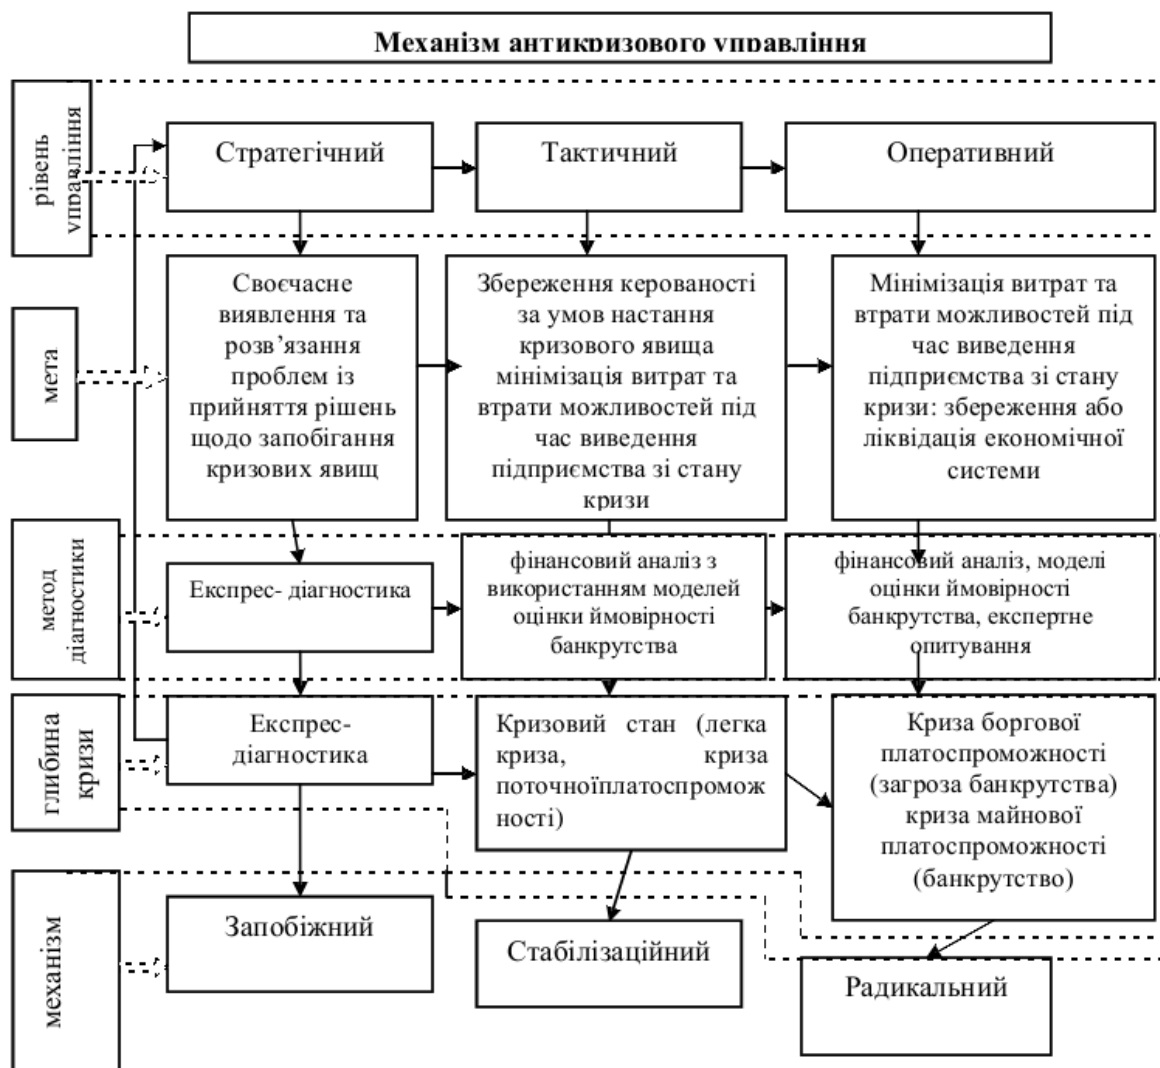 Механізм антикризового управління
рівень
управління
Стратегічний
Тактичний
Оперативний
мета
Своєчасне
виявлення та
розв’язання
проблем із
прийняття рішень
щодо запобігання
кризових явищ
Збереження керованості
за умов настання
кризового явища
мінімізація витрат та
втрати можливостей під
час виведення
підприємства зі стану
кризи
Мінімізація витрат та
втрати можливостей під
час виведення
підприємства зі стану
кризи: збереження або
ліквідація економічної
системи
метод
діагностики
Експрес- діагностика
фінансовий аналіз з
використанням моделей
оцінки ймовірності
банкрутства
фінансовий аналіз, моделі
оцінки ймовірності
банкрутства, експертне
опитування
глибина
кризи
Експрес-
діагностика
Кризовий стан (легка
криза, криза
поточноїплатоспромож
ності)
Криза боргової
платоспроможності
(загроза банкрутства)
криза майнової
платоспроможності
(банкрутство)
механізм
Запобіжний
Стабілізаційний
Радикальний